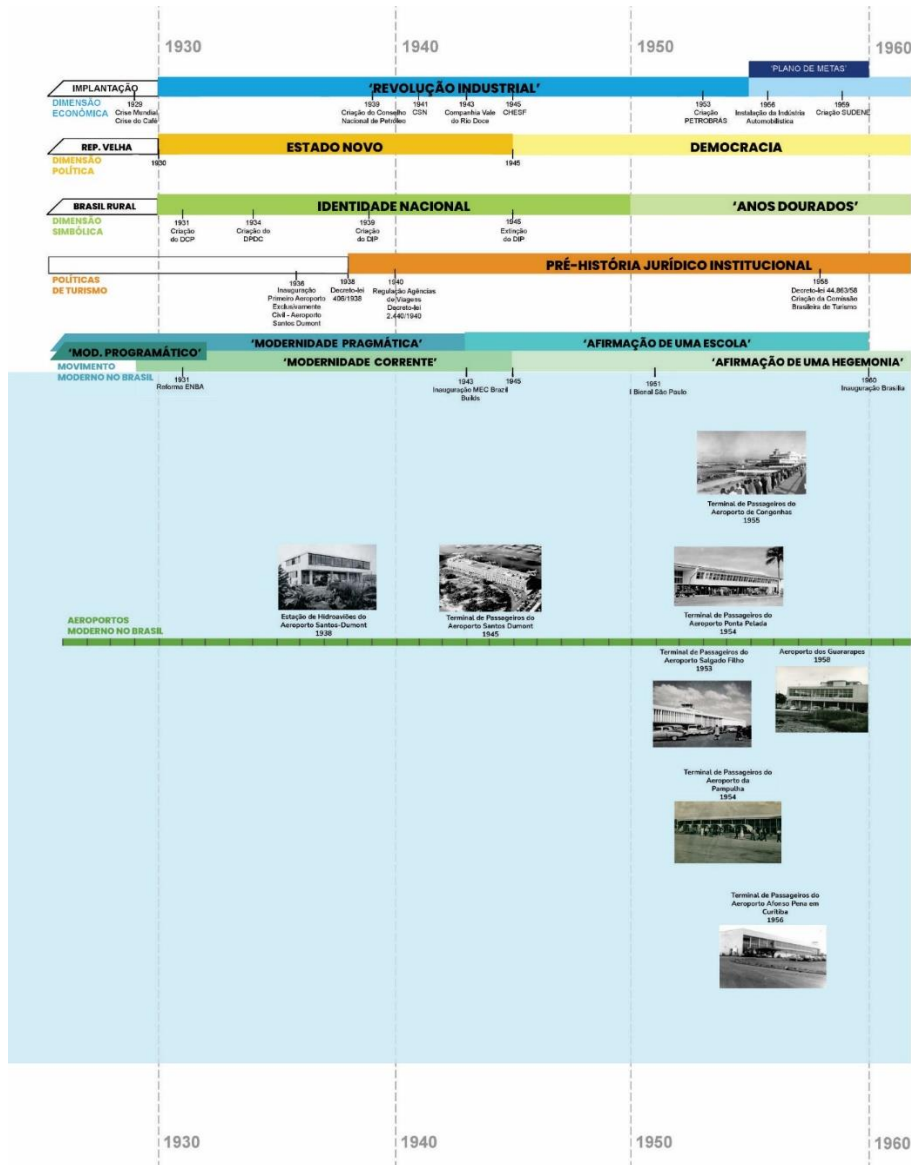 1930
1940
1950
1960
'PLANO DE METAS'
IMPLANTAÇÃO
'REVOLUÇÃO INDUSTRIAL'
DIMENSÃO
ECONÔMICA
1929
Crise Mundial
Crise do Café
1939
Criação do Conselho
Nacional de Petróleo
1941
CSN
1943
Companhia Vale
do Rio Doce
1945
CHESF
1953
Criação
PETROBRÁS
1956
Instalação da Indústria
Automobilística
1959
Criação SUDENE
REP. VELHA
ESTADO NOVO
DEMOCRACIA
DIMENSÃO
POLÍTICA
1930
1945
BRASIL RURAL
IDENTIDADE NACIONAL
'ANOS DOURADOS'
DIMENSÃO
SIMBÓLICA
1931
Criação
do DCP
1934
Criação do
DPDC
1939
Criação
do DIP
1945
Extinção
do DIP
PRÉ-HISTÓRIA JURÍDICO INSTITUCIONAL
POLÍTICAS
DE TURISMO
1936
Inauguração
Primeiro Aeroporto
Exclusivamente
Civil - Aeroporto
Santos Dumont
1938
Decreto-lei
406/1938
1940
Regulação Agências
de Viagens
Decreto-lei
2.440/1940
1958
Decreto-lei 44.863/58
Criação da Comissão
Brasileira de Turismo
'MODERNIDADE PRAGMÁTICA'
'AFIRMAÇÃO DE UMA ESCOLA'
'MOD. PROGRAMÁTICO'
'MODERNIDADE CORRENTE'
'AFIRMAÇÃO DE UMA HEGEMONIA'
MOVIMENTO
MODERNO NO BRASIL
1931
Reforma ENBA
1943
Inauguração MEC Brazil
Builds
1945
1951
I Bienal São Paulo
1960
Inauguração Brasília
Terminal de Passageiros do
Aeroporto de Congonhas
1955
Estação de Hidroaviões do
Aeroporto Santos-Dumont
1938
Terminal de Passageiros do
Aeroporto Santos Dumont
1945
Terminal de Passageiros do
Aeroporto Ponta Pelada
1954
AEROPORTOS
MODERNO NO BRASIL
Terminal de Passageiros do
Aeroporto Salgado Filho
1953
Aeroporto dos Guararapes
1958
Terminal de Passageiros do
Aeroporto da
Pampulha
1954
Terminal de Passageiros do
Aeroporto Afonso Pena em
Curitiba
1956
1930
1940
1950
1960